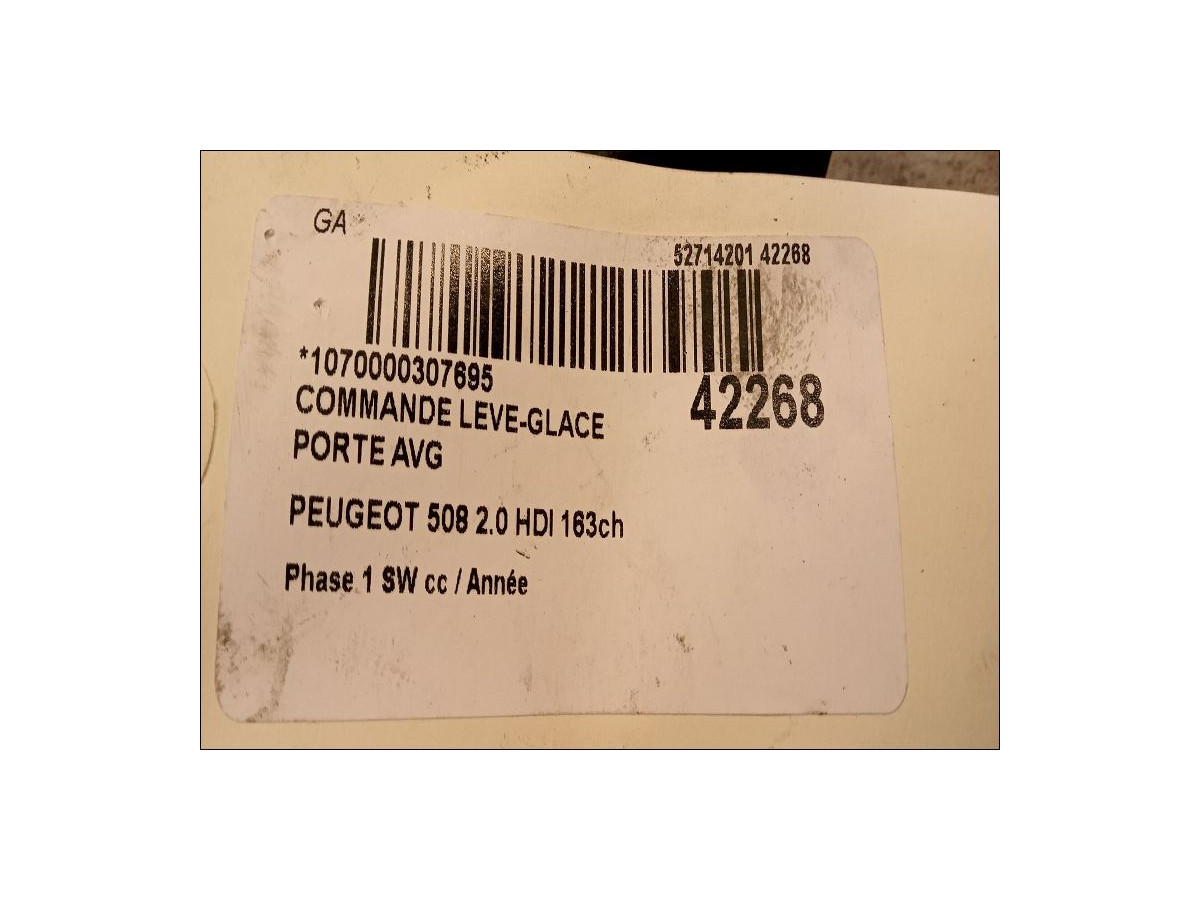 GA
52714201 42268
*1070000307695
42268
COMMANDE LEVE-GLACE
PORTE AVG
PEUGEOT 508 2.0 HDI 163ch
Phase 1 SW cc / Année